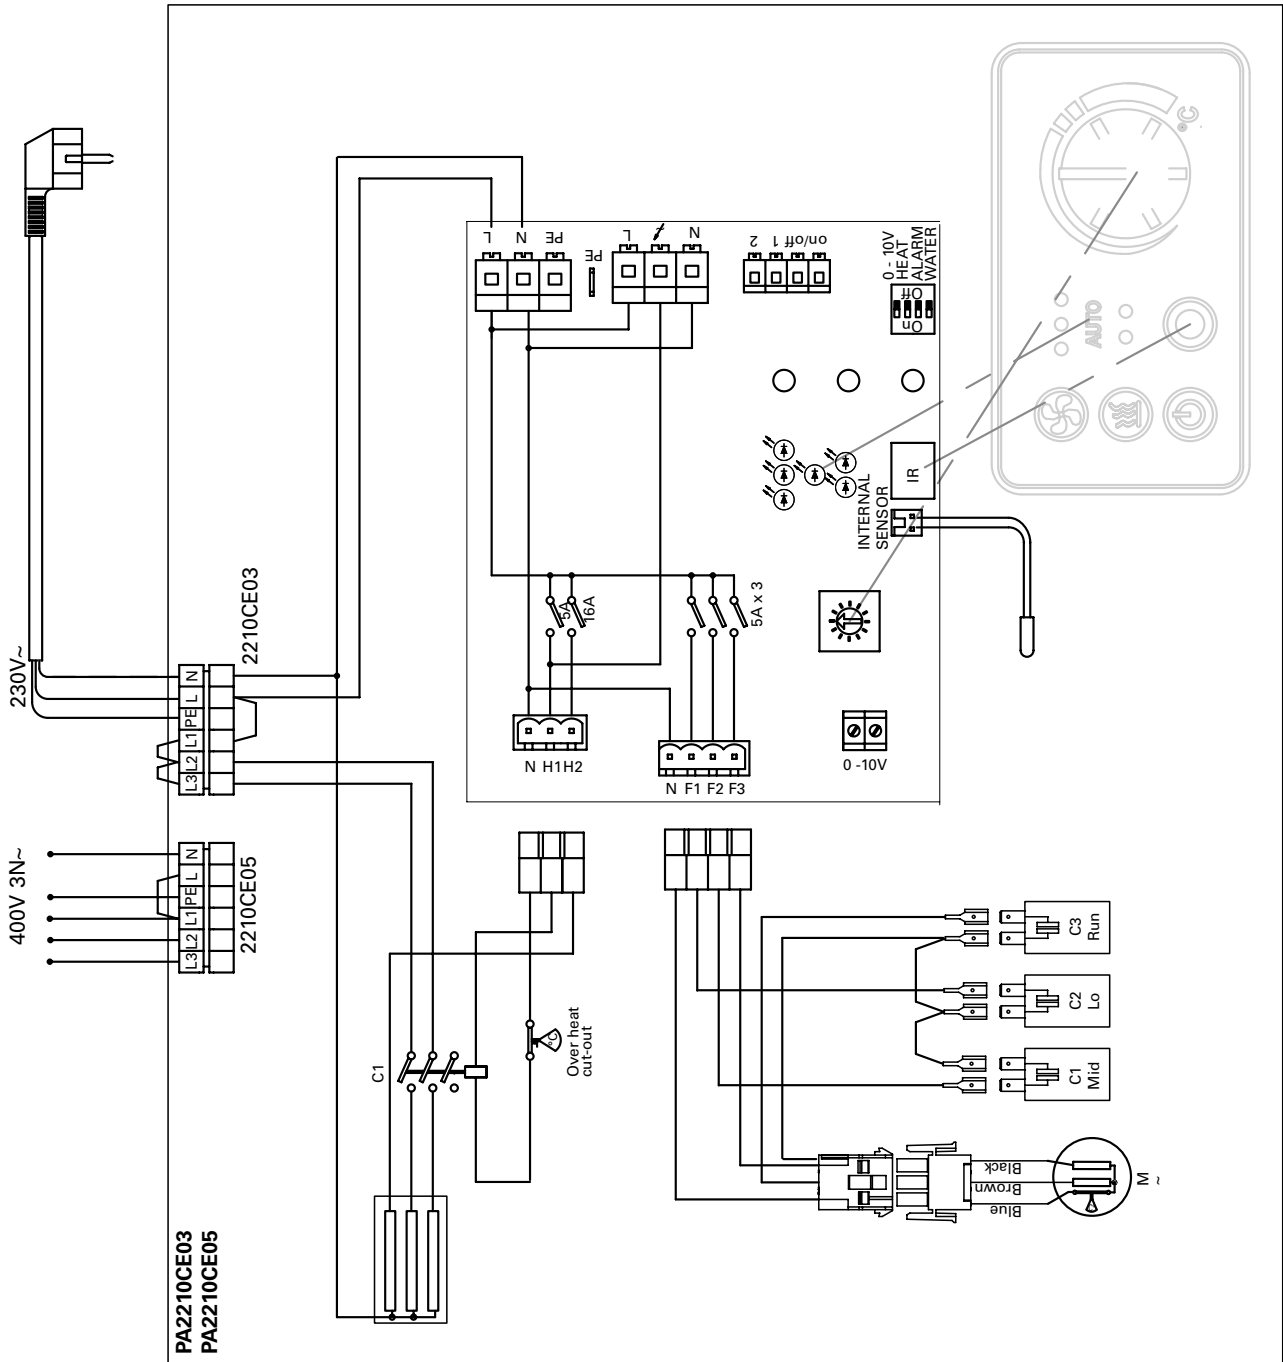 PA2210CE03
PA2210CE05
230V~
2210CE03
N
L
PE
L1
L2
L3
400V 3N~
2210CE05
N
L
PE
L1
L2
L3
L
N
PE
PE
L
N
2
1
on/off
0 - 10V
HEAT
ALARM
WATER
Off
On
°C
AUTO
IR
INTERNAL
SENSOR
5A
16A
5A x 3
N H1 H2
N F1 F2 F3
0 -10V
C1
°C
Over heat
cut-out
C3
Run
C2
Lo
C1
Mid
Black
Brown
Blue
M
~